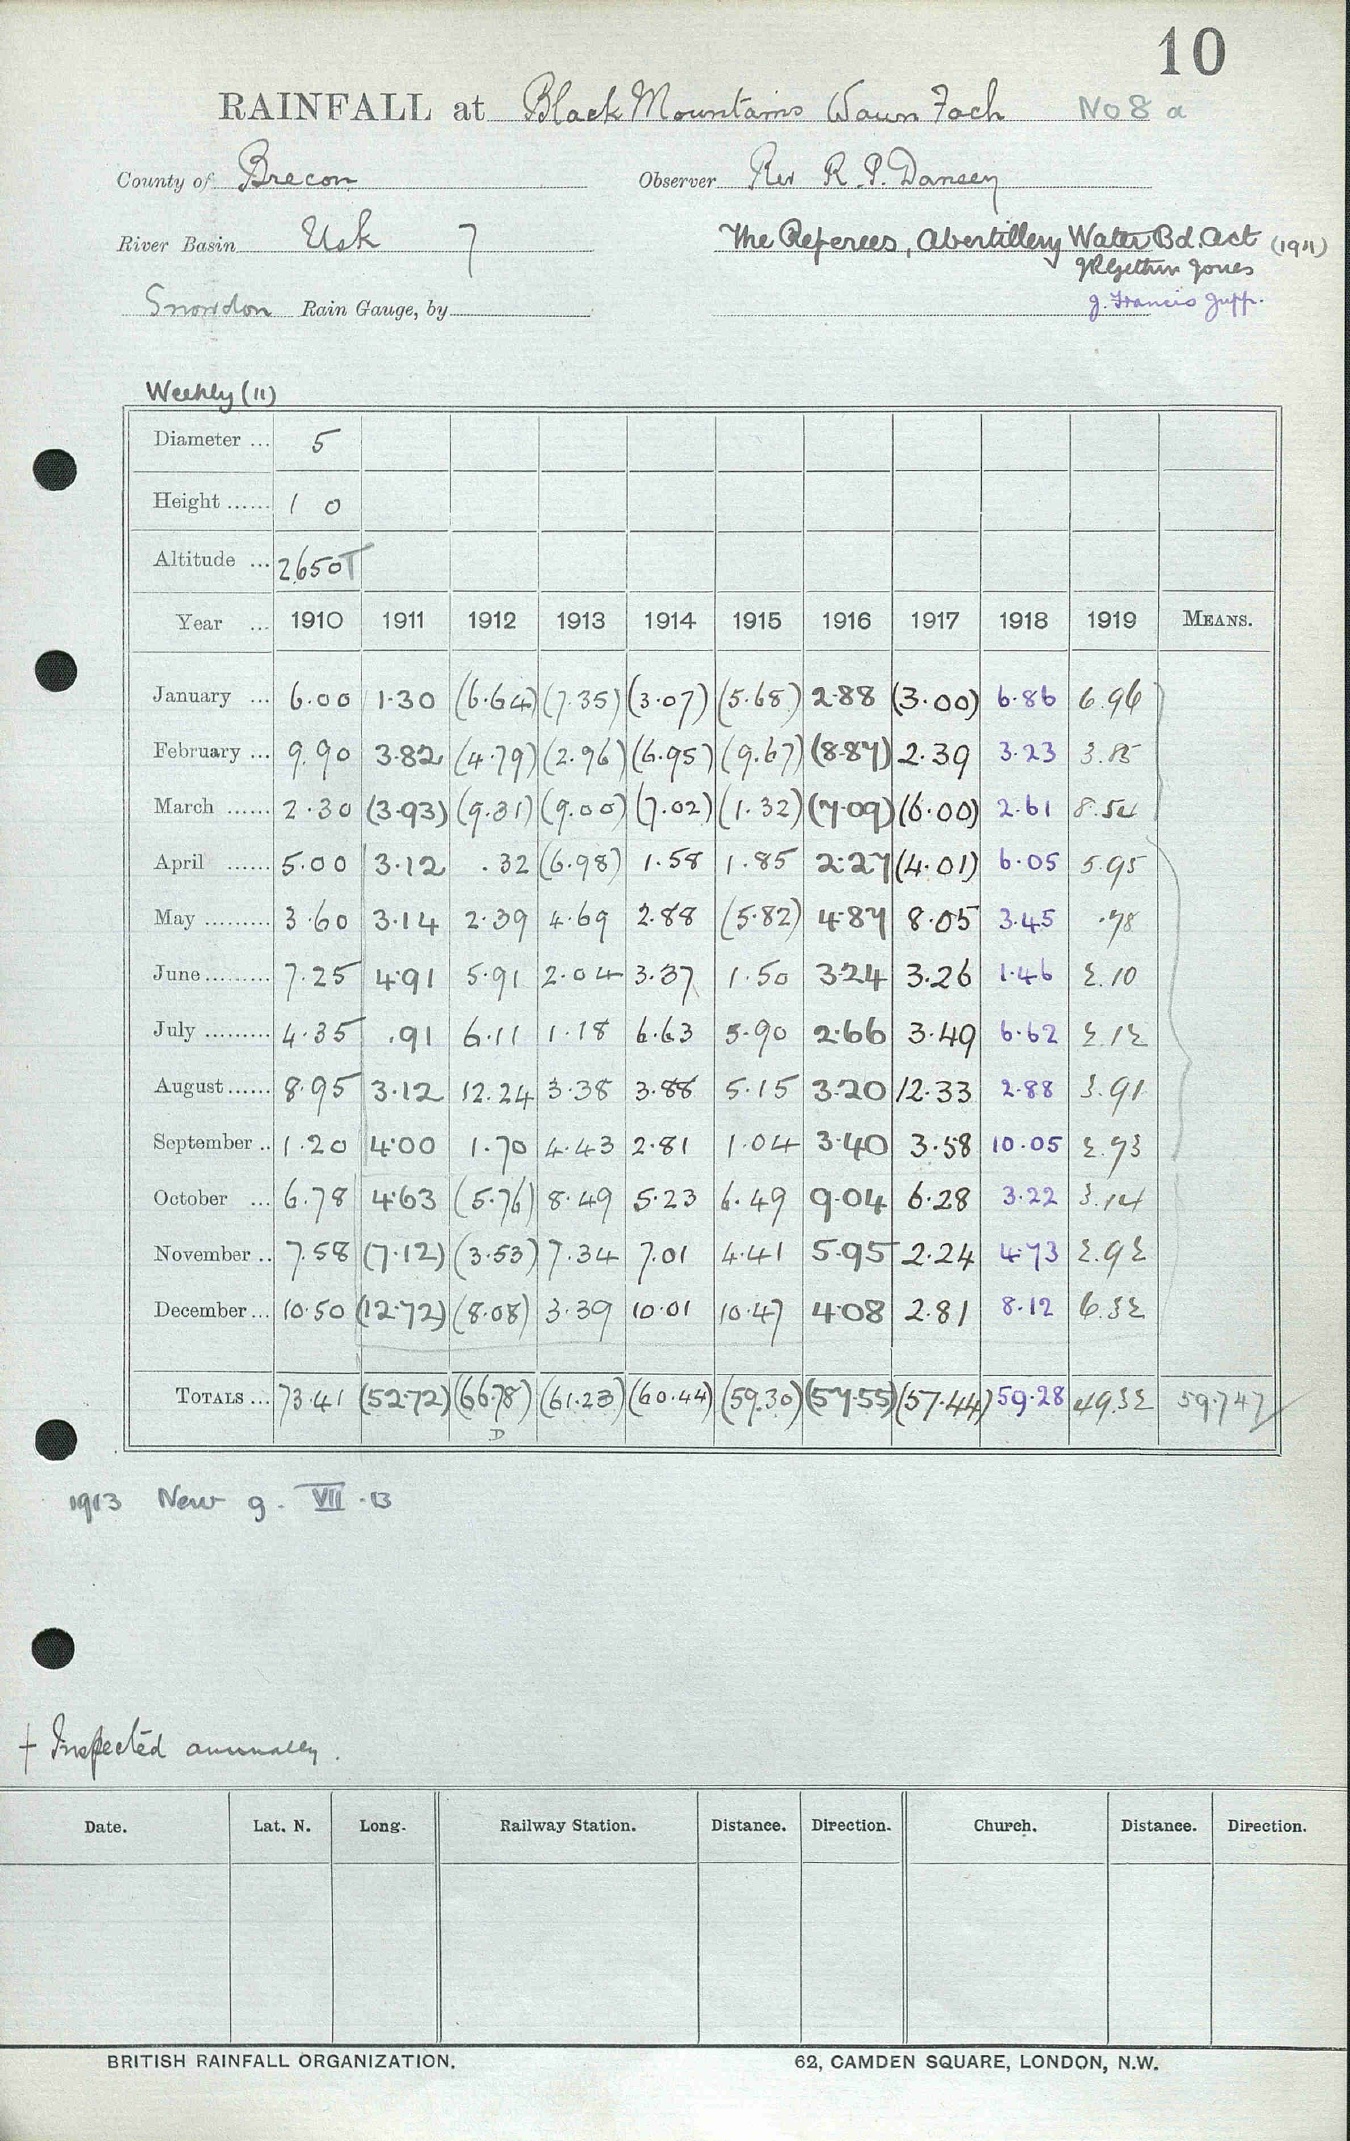 10
RAINFALL at Black Mountains Waun Fach No 8 a
County of Brecon Observer Rev R. P. Dansey
River Basin Usk 7 The Referees, Abertillery Water Bd. Act (1911)
J R Gethin Jones
Snowdon Rain Gauge, by J. Francis Jupp.
Weekly (11)
Diameter ... 5
Height ...... 1 0
Altitude ... 2650T
Year ... 1910 1911 1912 1913 1914 1915 1916 1917 1918 1919 MEANS.
January ... 6.00 1.30 (6.64) (7.35) (3.07) (5.68) 2.88 (3.00) 6.86 6.96
February ... 9.90 3.82 (4.79) (2.96) (6.95) (9.67) (8.87) 2.39 3.23 3.85
March ...... 2.30 (3.93) (9.31) (9.00) (7.02) (1.32) (7.09) (6.00) 2.61 8.54
April ...... 5.00 3.12 .32 (6.98) 1.58 1.85 2.27 (4.01) 6.05 5.95
May ......... 3.60 3.14 2.39 4.69 2.88 (5.82) 4.87 8.05 3.45 .78
June ......... 7.25 4.91 5.91 2.04 3.37 1.50 3.24 3.26 1.46 2.10
July ......... 4.35 .91 6.11 1.18 6.63 5.90 2.66 3.49 6.62 2.12
August ...... 8.95 3.12 12.24 3.38 3.88 5.15 3.20 12.33 2.88 3.91
September .. 1.20 4.00 1.70 4.43 2.81 1.04 3.40 3.58 10.05 2.73
October ... 6.78 4.63 (5.76) 8.49 5.23 6.49 9.04 6.28 3.22 3.14
November .. 7.58 (7.12) (3.53) 7.34 7.01 4.41 5.95 2.24 4.73 2.92
December ... 10.50 (12.72) (8.08) 3.39 10.01 10.47 4.08 2.81 8.12 6.32
TOTALS ... 73.41 (52.72) (66.78) (61.23) (60.44) (59.30) (57.55) (57.44) 59.28 49.32 59.747
D
1913 New g. VII . 13
+ Inspected annually.
Date. Lat. N. Long. Railway Station. Distance. Direction. Church. Distance. Direction.
BRITISH RAINFALL ORGANIZATION. 62, CAMDEN SQUARE, LONDON, N.W.